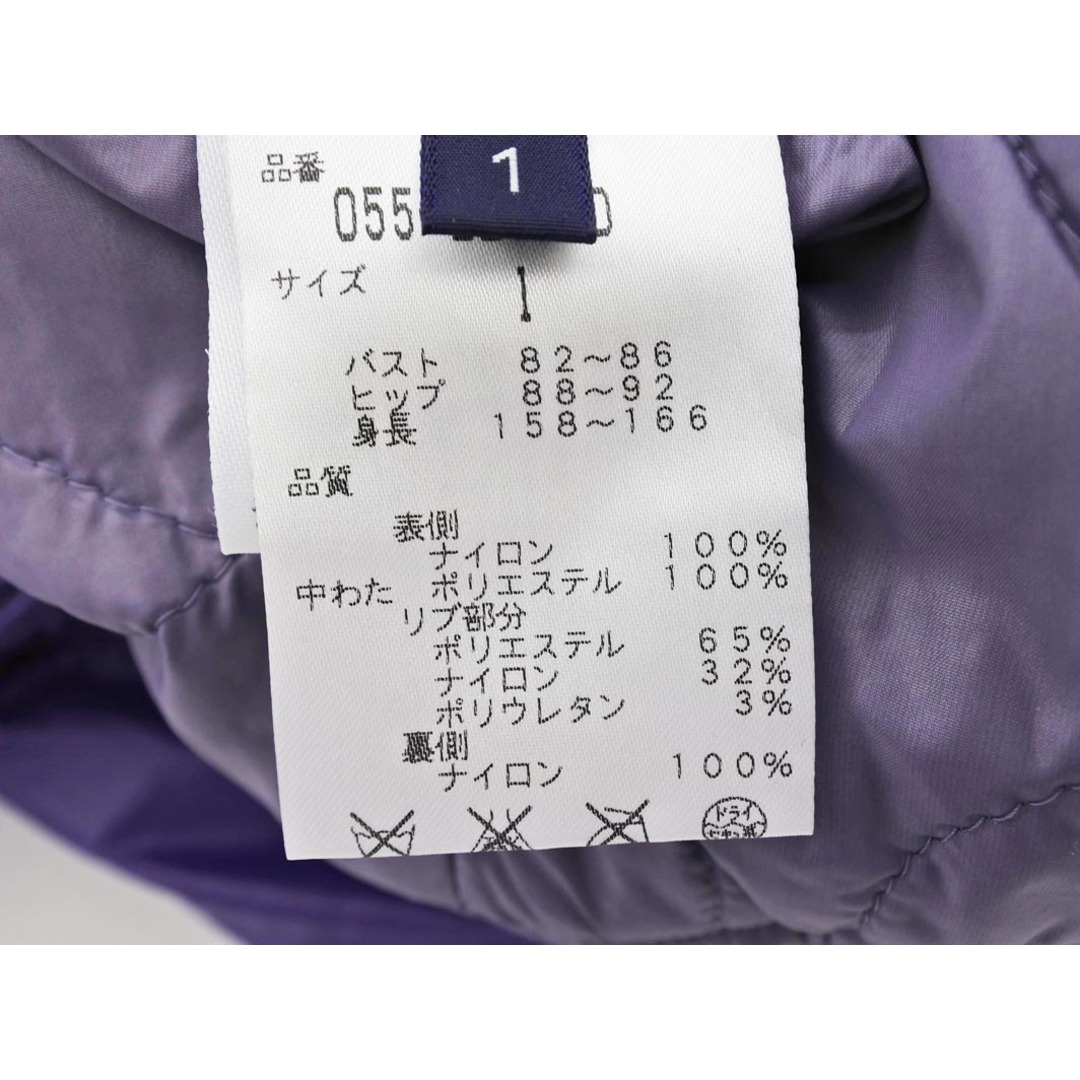 1
品番
055
サイズ 1
バスト 82〜86
ヒップ 88〜92
身長 158〜166
品質
表側
ナイロン 100%
中わた ポリエステル 100%
リブ部分
ポリエステル 65%
ナイロン 32%
ポリウレタン 3%
裏側
ナイロン 100%
ドライ